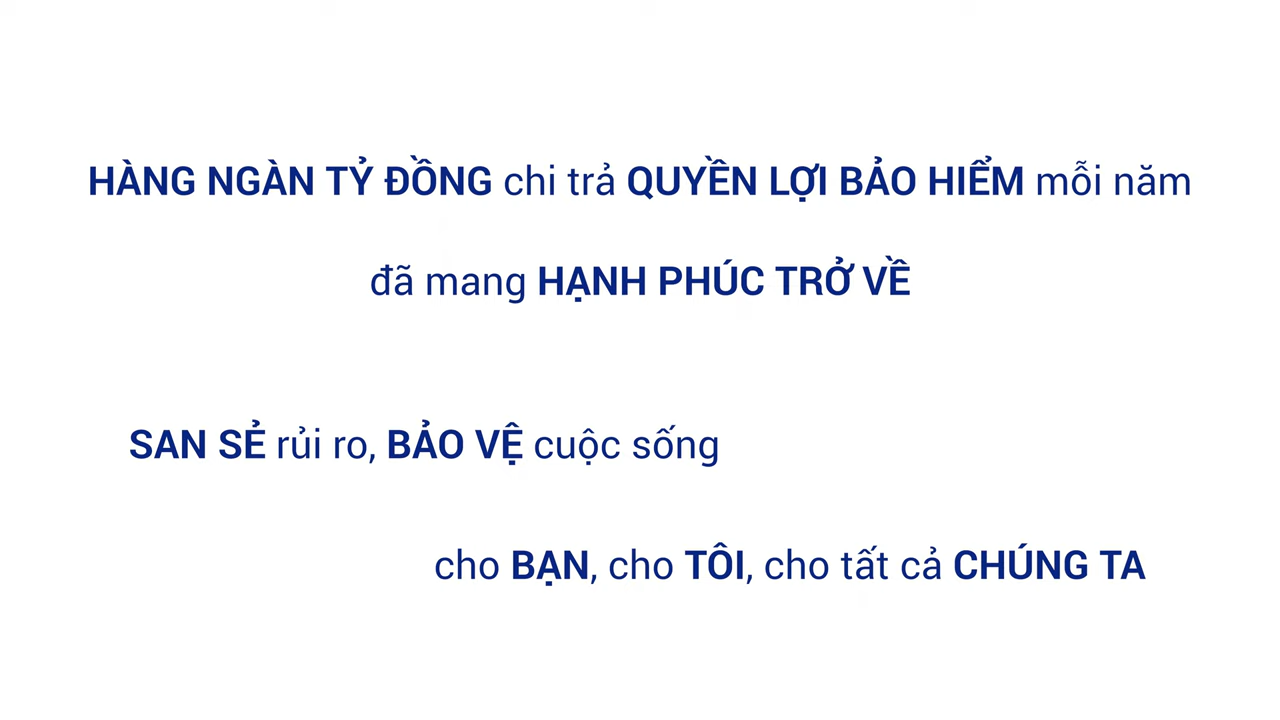 HÀNG NGÀN TỶ ĐỒNG chi trả QUYỀN LỢI BẢO HIỂM mỗi năm
đã mang HẠNH PHÚC TRỞ VỀ
SAN SẺ rủi ro, BẢO VỆ cuộc sống
cho BẠN, cho TÔI, cho tất cả CHÚNG TA